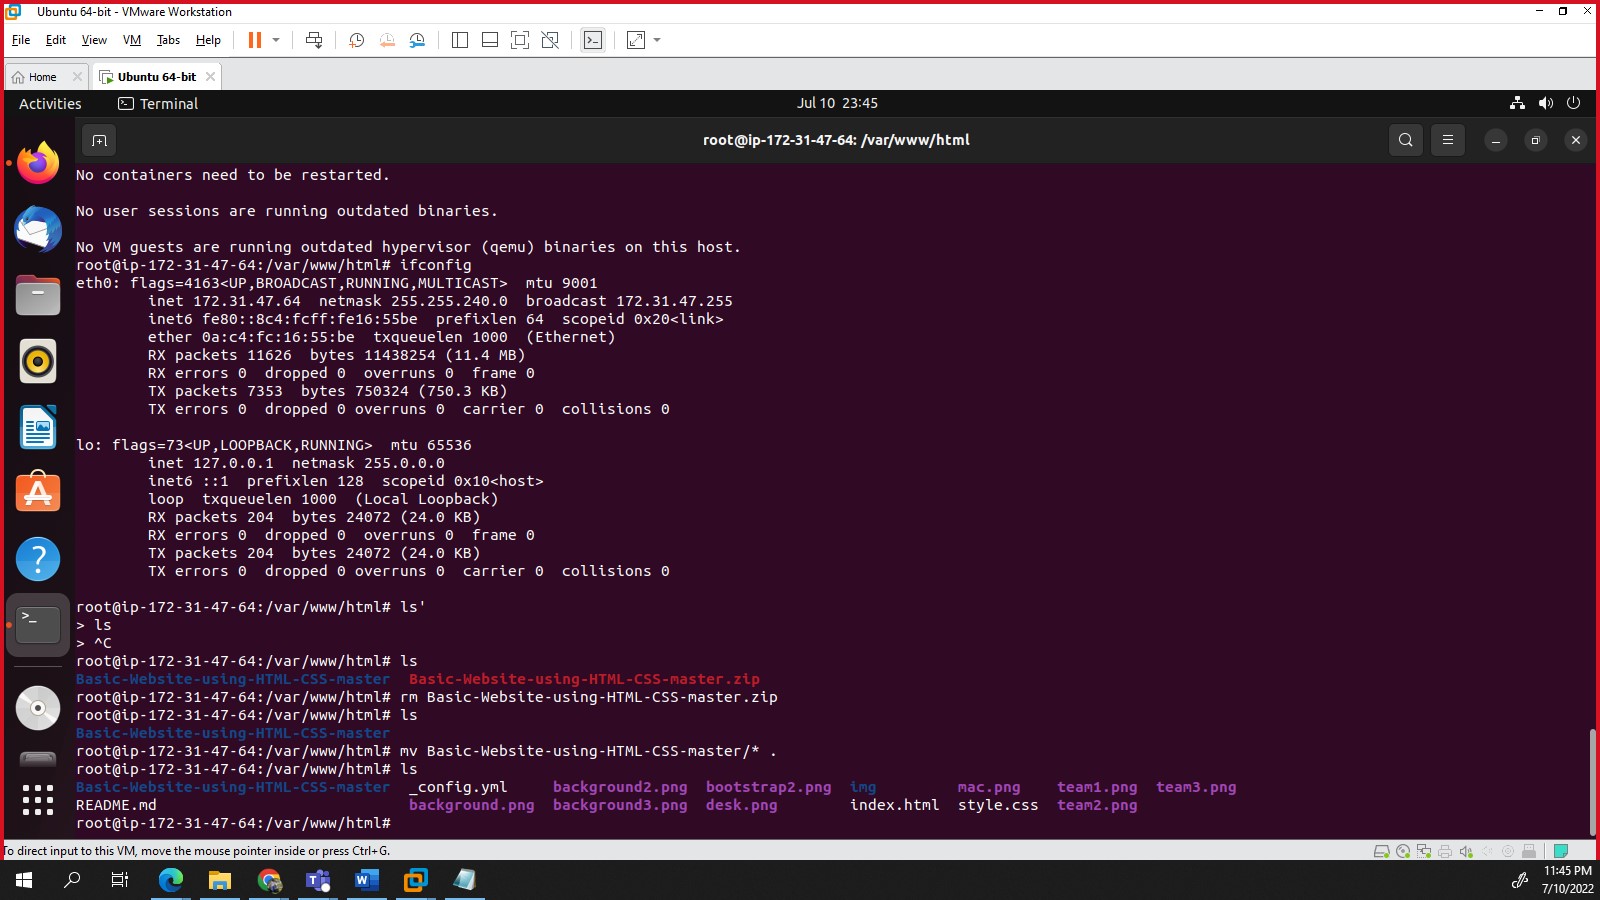 Ubuntu 64-bit - VMware Workstation
File Edit View VM Tabs Help
Home Ubuntu 64-bit
Activities Terminal Jul 10 23:45
root@ip-172-31-47-64: /var/www/html
No containers need to be restarted.
No user sessions are running outdated binaries.
No VM guests are running outdated hypervisor (qemu) binaries on this host.
root@ip-172-31-47-64:/var/www/html# ifconfig
eth0: flags=4163<UP,BROADCAST,RUNNING,MULTICAST>  mtu 9001
        inet 172.31.47.64  netmask 255.255.240.0  broadcast 172.31.47.255
        inet6 fe80::8c4:fcff:fe16:55be  prefixlen 64  scopeid 0x20<link>
        ether 0a:c4:fc:16:55:be  txqueuelen 1000  (Ethernet)
        RX packets 11626  bytes 11438254 (11.4 MB)
        RX errors 0  dropped 0  overruns 0  frame 0
        TX packets 7353  bytes 750324 (750.3 KB)
        TX errors 0  dropped 0 overruns 0  carrier 0  collisions 0
lo: flags=73<UP,LOOPBACK,RUNNING>  mtu 65536
        inet 127.0.0.1  netmask 255.0.0.0
        inet6 ::1  prefixlen 128  scopeid 0x10<host>
        loop  txqueuelen 1000  (Local Loopback)
        RX packets 204  bytes 24072 (24.0 KB)
        RX errors 0  dropped 0  overruns 0  frame 0
        TX packets 204  bytes 24072 (24.0 KB)
        TX errors 0  dropped 0 overruns 0  carrier 0  collisions 0
root@ip-172-31-47-64:/var/www/html# ls'
> ls
> ^C
root@ip-172-31-47-64:/var/www/html# ls
Basic-Website-using-HTML-CSS-master  Basic-Website-using-HTML-CSS-master.zip
root@ip-172-31-47-64:/var/www/html# rm Basic-Website-using-HTML-CSS-master.zip
root@ip-172-31-47-64:/var/www/html# ls
Basic-Website-using-HTML-CSS-master
root@ip-172-31-47-64:/var/www/html# mv Basic-Website-using-HTML-CSS-master/* .
root@ip-172-31-47-64:/var/www/html# ls
Basic-Website-using-HTML-CSS-master  _config.yml     background2.png  bootstrap2.png  img         mac.png    team1.png  team3.png
README.md                            background.png  background3.png  desk.png        index.html  style.css  team2.png
root@ip-172-31-47-64:/var/www/html#
To direct input to this VM, move the mouse pointer inside or press Ctrl+G.
11:45 PM
7/10/2022